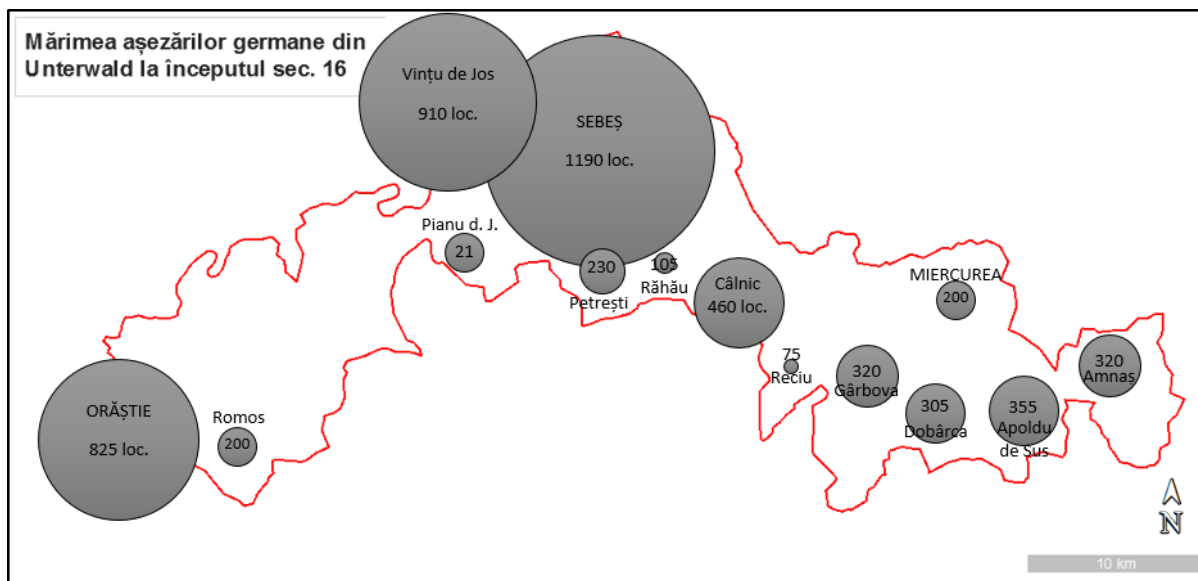 Mărimea așezărilor germane din
Unterwald la începutul sec. 16
Vințu de Jos
910 loc.
SEBEȘ
1190 loc.
Pianu d. J.
21
230
Petrești
105
Răhău
Câlnic
460 loc.
MIERCUREA
200
75
Reciu
320
Gârbova
305
Dobârca
355
Apoldu
de Sus
320
Amnaș
ORĂȘTIE
825 loc.
Romos
200
N
10 km